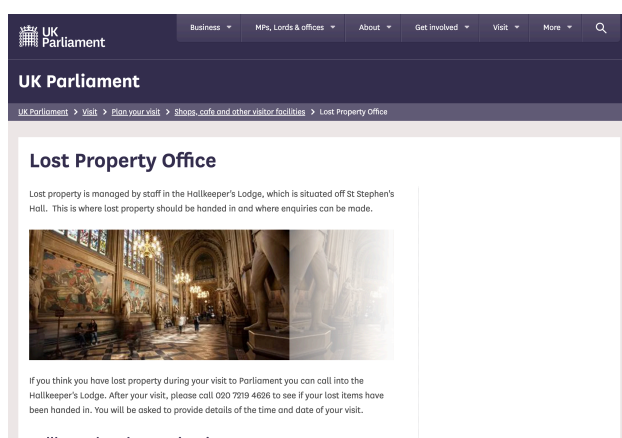 UK
Parliament
Business
MPs, Lords & offices
About
Get involved
Visit
More
UK Parliament
UK Parliament > Visit > Plan your visit > Shops, cafe and other visitor facilities > Lost Property Office
Lost Property Office
Lost property is managed by staff in the Hallkeeper's Lodge, which is situated off St Stephen's
Hall. This is where lost property should be handed in and where enquiries can be made.
If you think you have lost property during your visit to Parliament you can call into the
Hallkeeper's Lodge. After your visit, please call 020 7219 4626 to see if your lost items have
been handed in. You will be asked to provide details of the time and date of your visit.